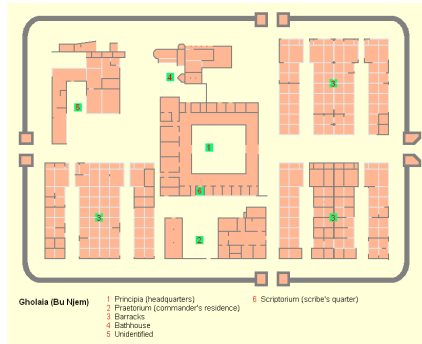 4
3
5
1
6
3
3
2
Gholaia (Bu Njem)
1 Principia (headquarters)
2 Praetorium (commander's residence)
3 Barracks
4 Bathhouse
5 Unidentified
6 Scriptorium (scribe's quarter)